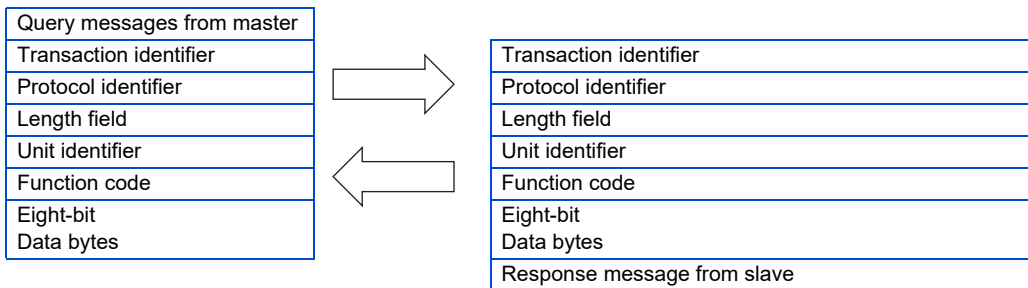 Query messages from master
Transaction identifier
Protocol identifier
Length field
Unit identifier
Function code
Eight-bit
Data bytes
Transaction identifier
Protocol identifier
Length field
Unit identifier
Function code
Eight-bit
Data bytes
Response message from slave